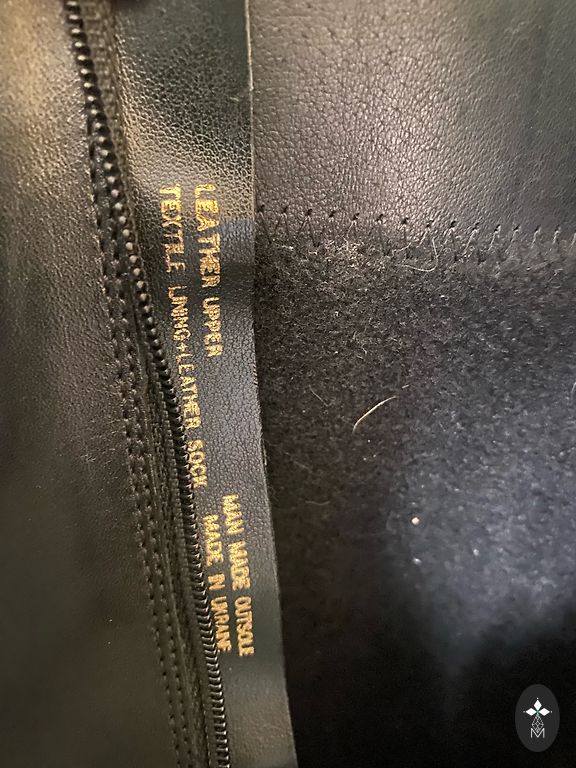 LEATHER UPPER
TEXTILE LINING+LEATHER SOCK
MAN MADE OUTSOLE
MADE IN UKRAINE